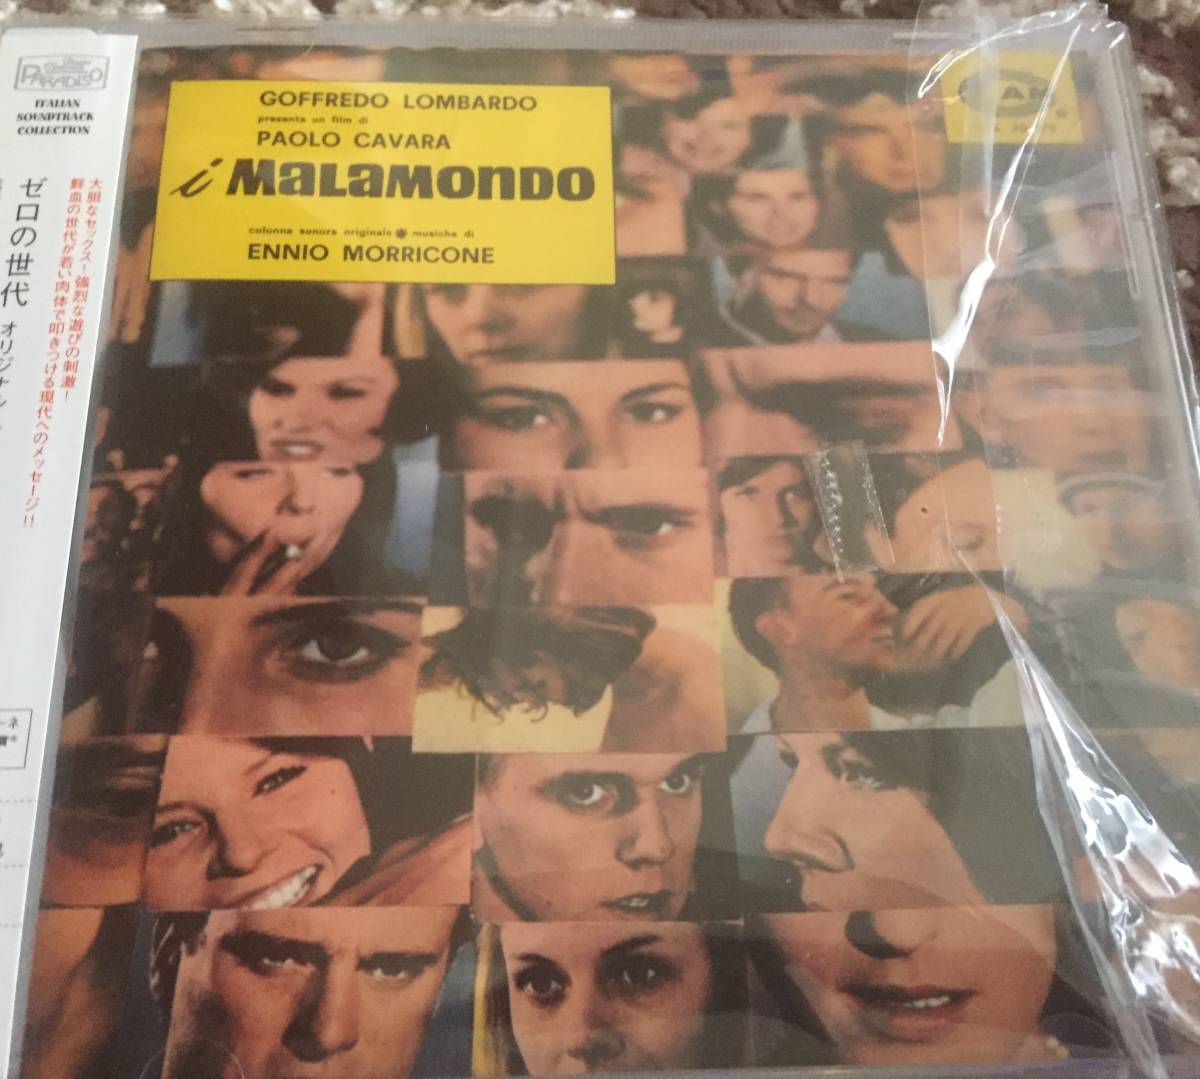 PARADISO
ITALIAN
SOUNDTRACK
COLLECTION
大胆なセックス！強烈な遊びの刺激！
鮮血の世代が若い肉体で叩きつける現代へのメッセージ!!
ゼロの世代
オリジナル
GOFFREDO LOMBARDO
presenta un film di
PAOLO CAVARA
i MALAMONDO
colonna sonora originale ✱ musiche di
ENNIO MORRICONE